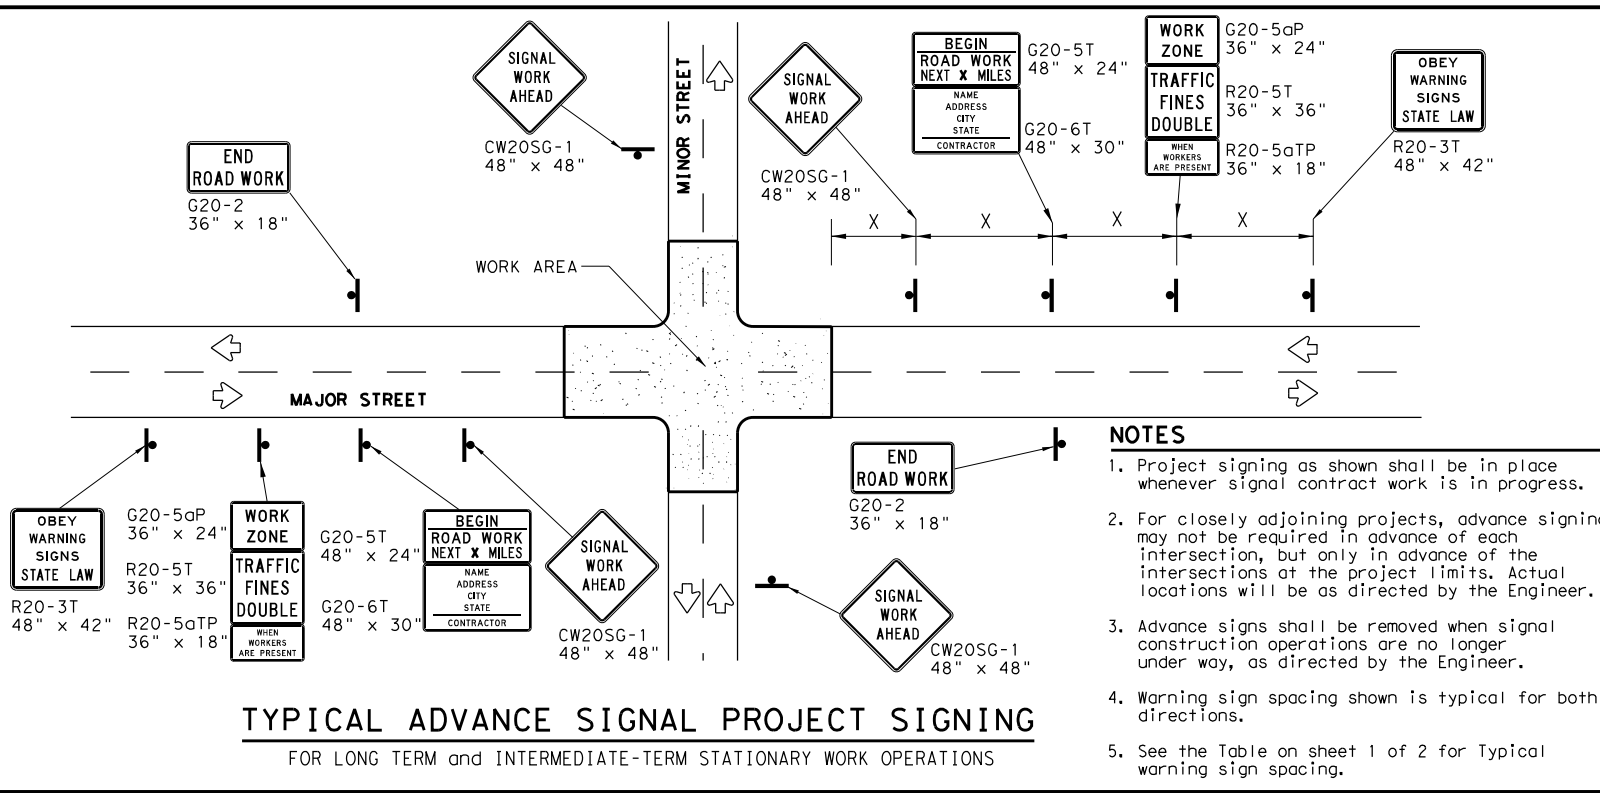 SIGNAL
WORK
AHEAD
CW20SG-1
48" x 48"
END
ROAD WORK
G20-2
36" x 18"
WORK AREA
MINOR STREET
SIGNAL
WORK
AHEAD
CW20SG-1
48" x 48"
BEGIN
ROAD WORK
NEXT X MILES
NAME
ADDRESS
CITY
STATE
CONTRACTOR
G20-5T
48" x 24"
G20-6T
48" x 30"
WORK
ZONE
TRAFFIC
FINES
DOUBLE
WHEN
WORKERS
ARE PRESENT
G20-5aP
36" x 24"
R20-5T
36" x 36"
R20-5aTP
36" x 18"
OBEY
WARNING
SIGNS
STATE LAW
R20-3T
48" x 42"
X
X
X
X
MAJOR STREET
OBEY
WARNING
SIGNS
STATE LAW
R20-3T
48" x 42"
G20-5aP
36" x 24"
R20-5T
36" x 36"
R20-5aTP
36" x 18"
WORK
ZONE
TRAFFIC
FINES
DOUBLE
WHEN
WORKERS
ARE PRESENT
G20-5T
48" x 24"
G20-6T
48" x 30"
BEGIN
ROAD WORK
NEXT X MILES
NAME
ADDRESS
CITY
STATE
CONTRACTOR
SIGNAL
WORK
AHEAD
CW20SG-1
48" x 48"
END
ROAD WORK
G20-2
36" x 18"
SIGNAL
WORK
AHEAD
CW20SG-1
48" x 48"
TYPICAL ADVANCE SIGNAL PROJECT SIGNING
FOR LONG TERM and INTERMEDIATE-TERM STATIONARY WORK OPERATIONS
NOTES
1. Project signing as shown shall be in place
whenever signal contract work is in progress.
2. For closely adjoining projects, advance signing
may not be required in advance of each
intersection, but only in advance of the
intersections at the project limits. Actual
locations will be as directed by the Engineer.
3. Advance signs shall be removed when signal
construction operations are no longer
under way, as directed by the Engineer.
4. Warning sign spacing shown is typical for both
directions.
5. See the Table on sheet 1 of 2 for Typical
warning sign spacing.